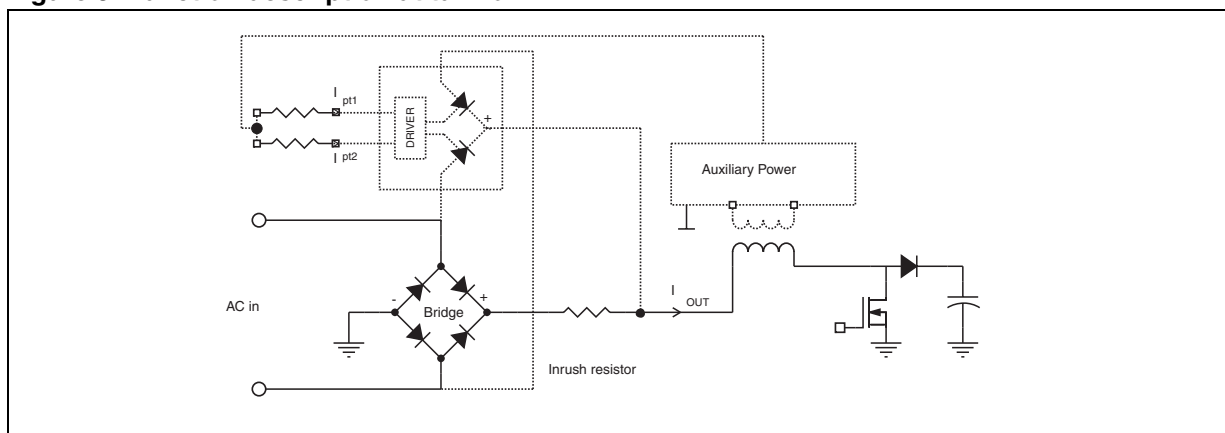 I pt1
DRIVER
+
I pt2
Auxiliary Power
AC in
-
Bridge
+
I OUT
Inrush resistor